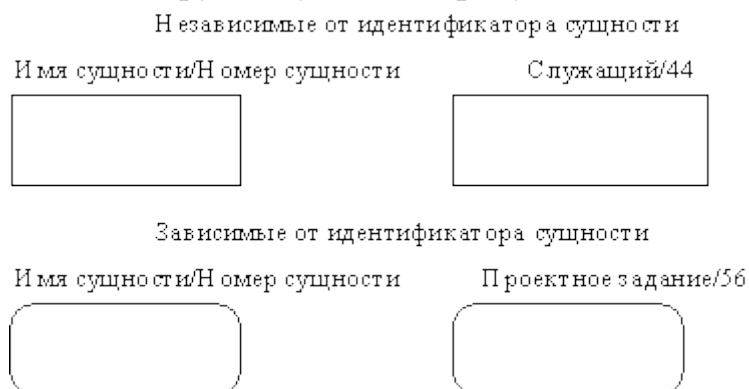 Независимые от идентификатора сущности
Имя сущности/Номер сущности Служащий/44
Зависимые от идентификатора сущности
Имя сущности/Номер сущности Проектное задание/56